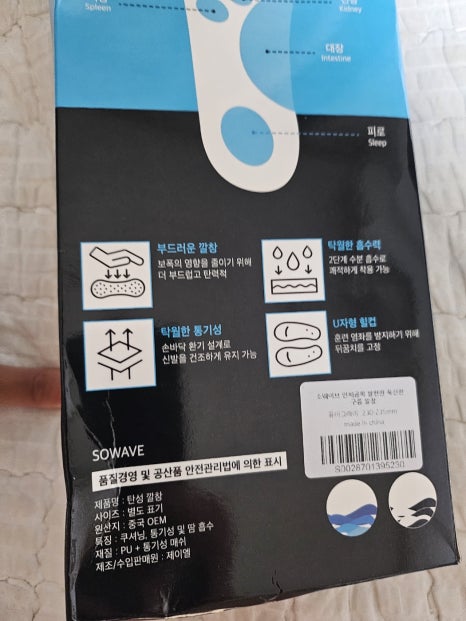 Spleen
Kidney
대장
Intestine
피로
Sleep
부드러운 깔창
보폭의 영향을 줄이기 위해
더 부드럽고 탄력적
탁월한 흡수력
2단계 수분 흡수로
쾌적하게 착용 가능
탁월한 통기성
손바닥 환기 설계로
신발을 건조하게 유지 가능
U자형 힐컵
훈련 염좌를 방지하기 위해
뒤꿈치를 고정
구름 깔창
230-235mm
made in china
S0028701395230
SOWAVE
품질경영 및 공산품 안전관리법에 의한 표시
제품명 : 탄성 깔창
사이즈 : 별도 표기
원산지 : 중국 OEM
특징 : 쿠셔닝, 통기성 및 땀 흡수
재질 : PU + 통기성 매쉬
제조/수입판매원 : 제이엘